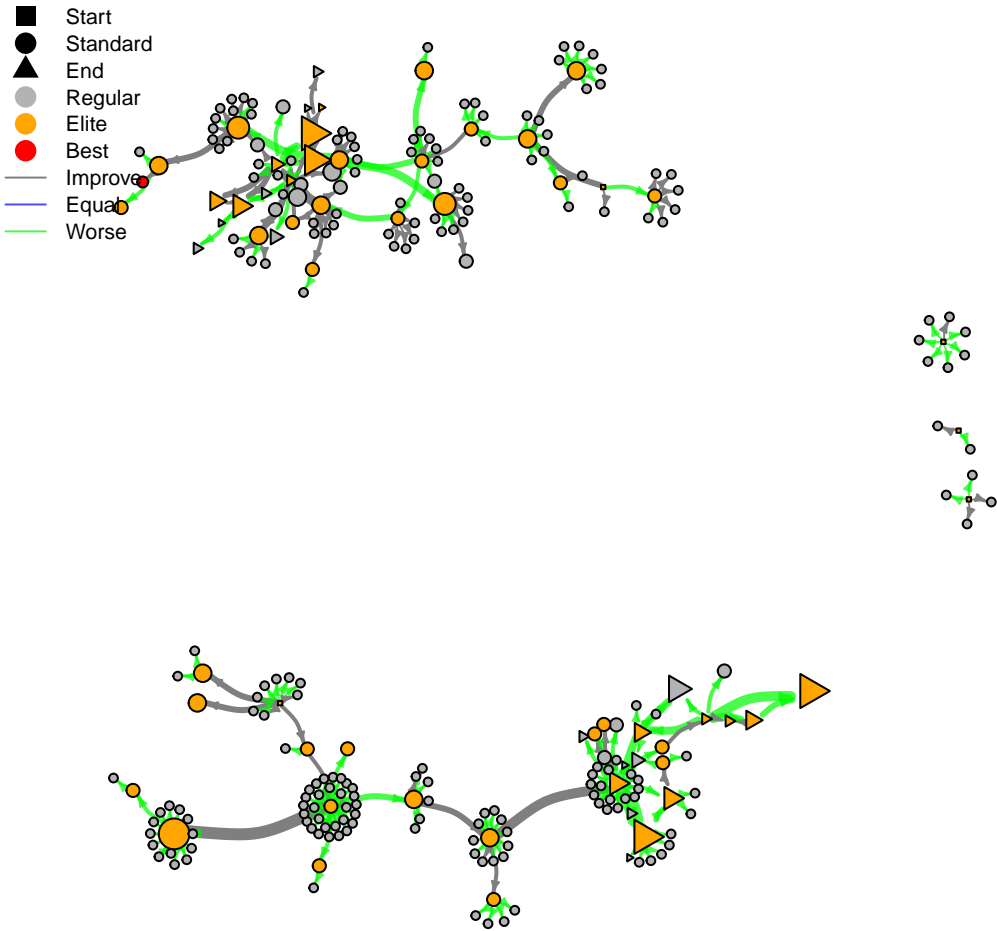 Start
Standard
End
Regular
Elite
Best
Improve
Equal
Worse